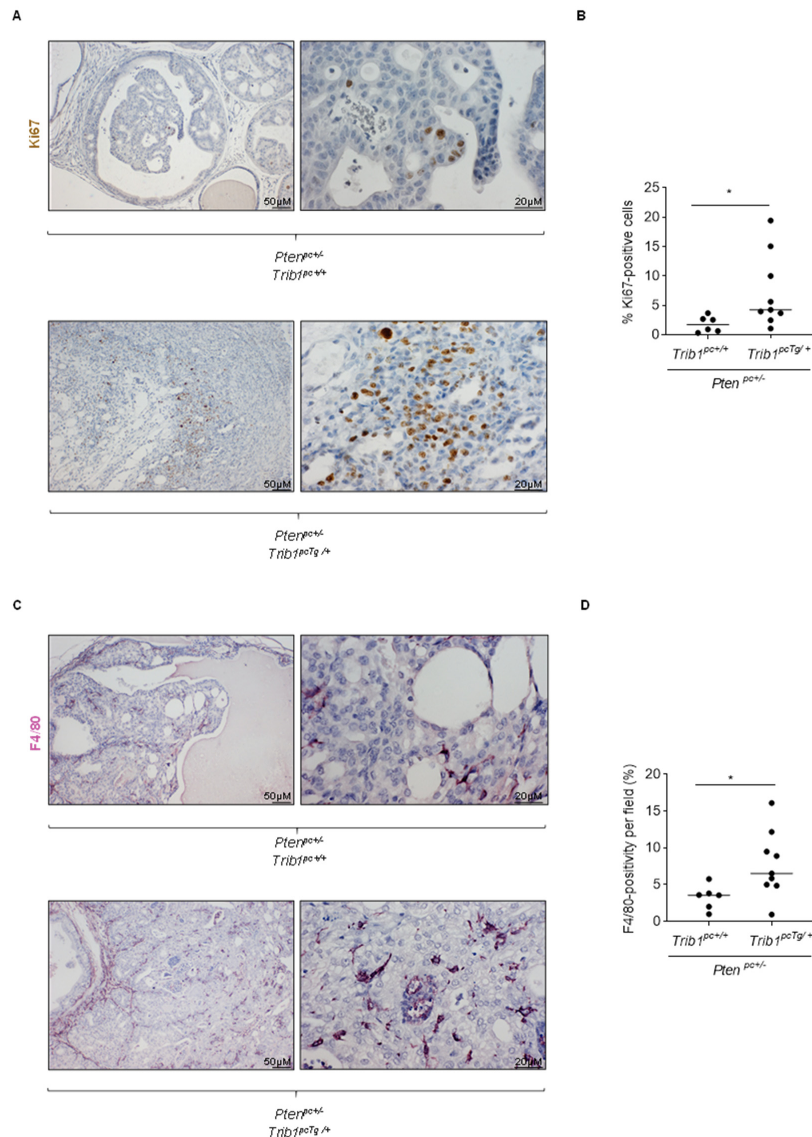 A
B
Ki67
50µM
20µM
Pten^pc+/-
Trib1^pc+/+
50µM
20µM
Pten^pc+/-
Trib1^pcTg/+
% Ki67-positive cells
25
20
15
10
5
0
*
Trib1^pc+/+
Trib1^pcTg/+
Pten^pc+/-
C
D
F4/80
50µM
20µM
Pten^pc+/-
Trib1^pc+/+
50µM
20µM
Pten^pc+/-
Trib1^pcTg/+
F4/80-positivity per field (%)
20
15
10
5
0
*
Trib1^pc+/+
Trib1^pcTg/+
Pten^pc+/-